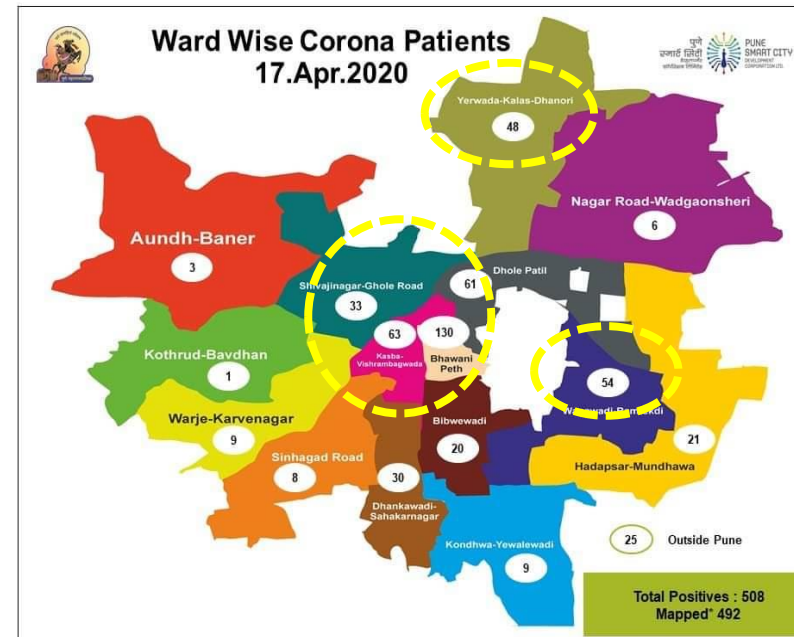 Ward Wise Corona Patients
17.Apr.2020
पुणे
स्मार्ट सिटी
PUNE
SMART CITY
DEVELOPMENT
CORPORATION LTD.
Yerwada-Kalas-Dhanori
48
Nagar Road-Wadgaonsheri
6
Aundh-Baner
3
Dhole Patil
61
Shivajinagar-Ghole Road
33
63
130
Kasba-
Vishrambagwada
Bhawani
Peth
Kothrud-Bavdhan
1
54
Warje-Karvenagar
9
Bibwewadi
20
21
Sinhagad Road
8
30
Hadapsar-Mundhawa
Dhankawadi-
Sahakarnagar
Kondhwa-Yewalewadi
9
25
Outside Pune
Total Positives : 508
Mapped* 492